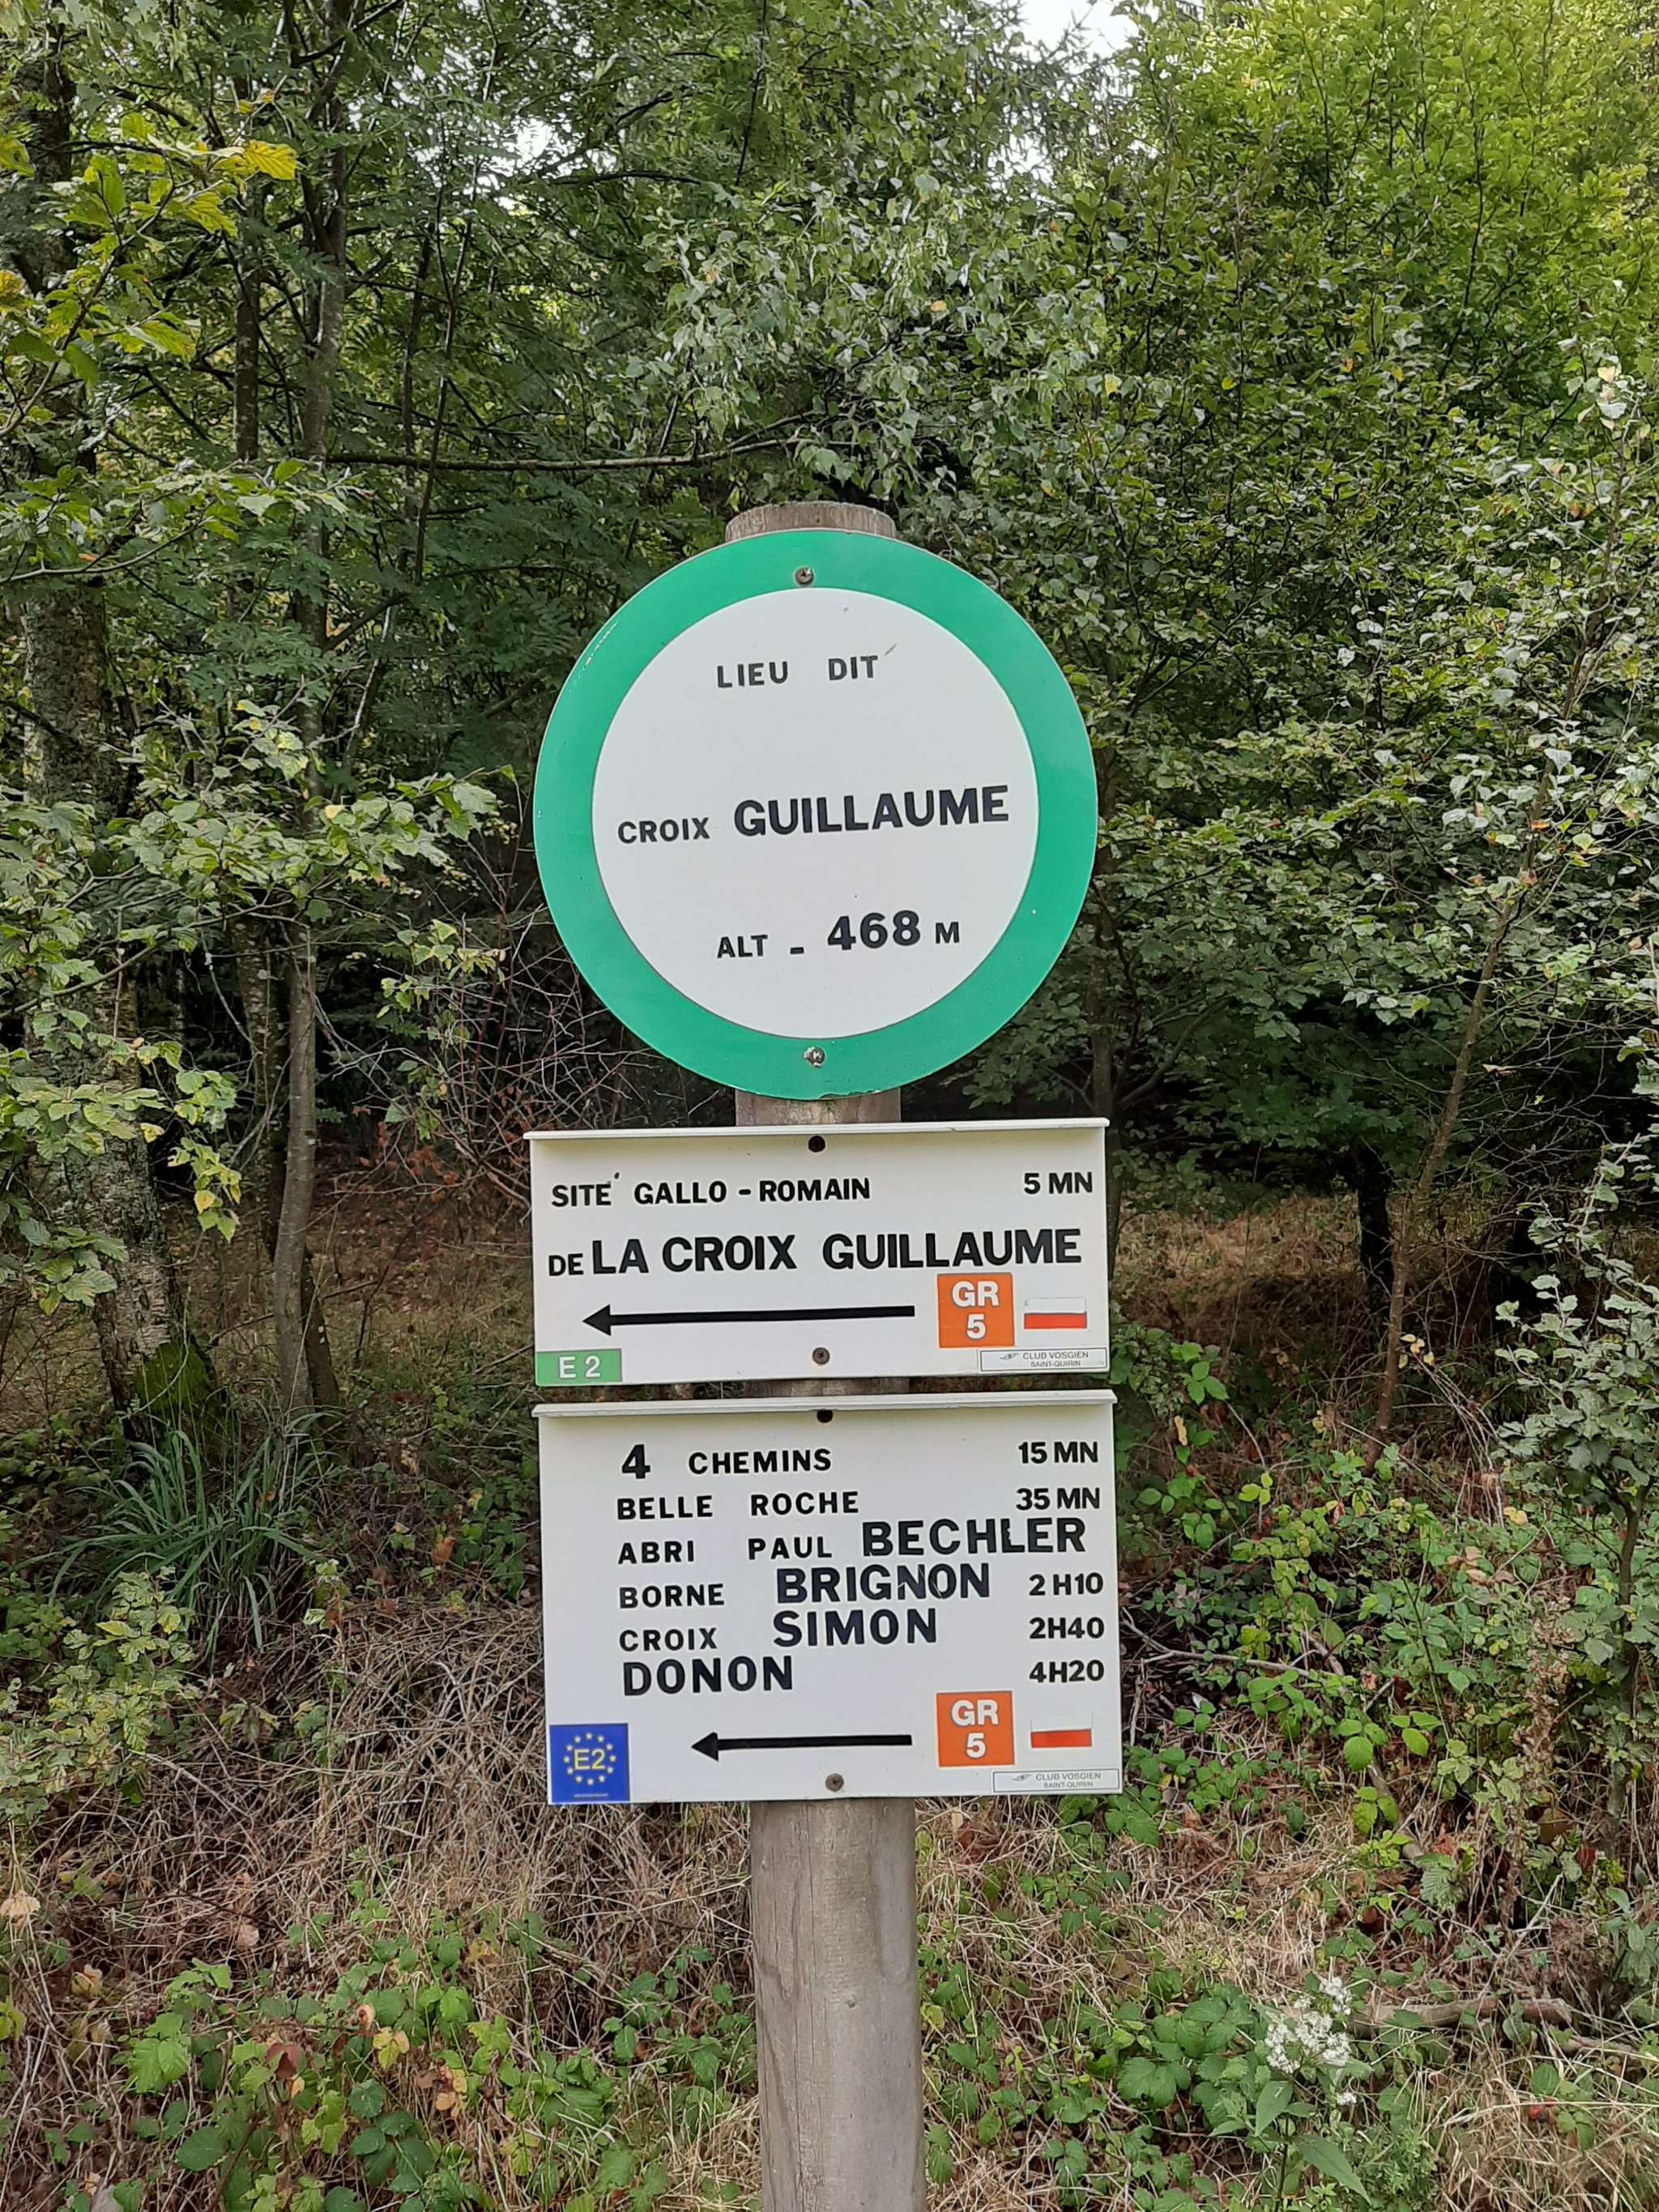 LIEU DIT
CROIX GUILLAUME
ALT - 468 M
SITE' GALLO - ROMAIN 5 MN
DE LA CROIX GUILLAUME
GR
5
E 2
CLUB VOSGIEN
SAINT-QUIRIN
4 CHEMINS 15 MN
BELLE ROCHE 35 MN
ABRI PAUL BECHLER
BORNE BRIGNON 2 H10
CROIX SIMON 2H40
DONON 4H20
GR
5
E2
CLUB VOSGIEN
SAINT-QUIRIN